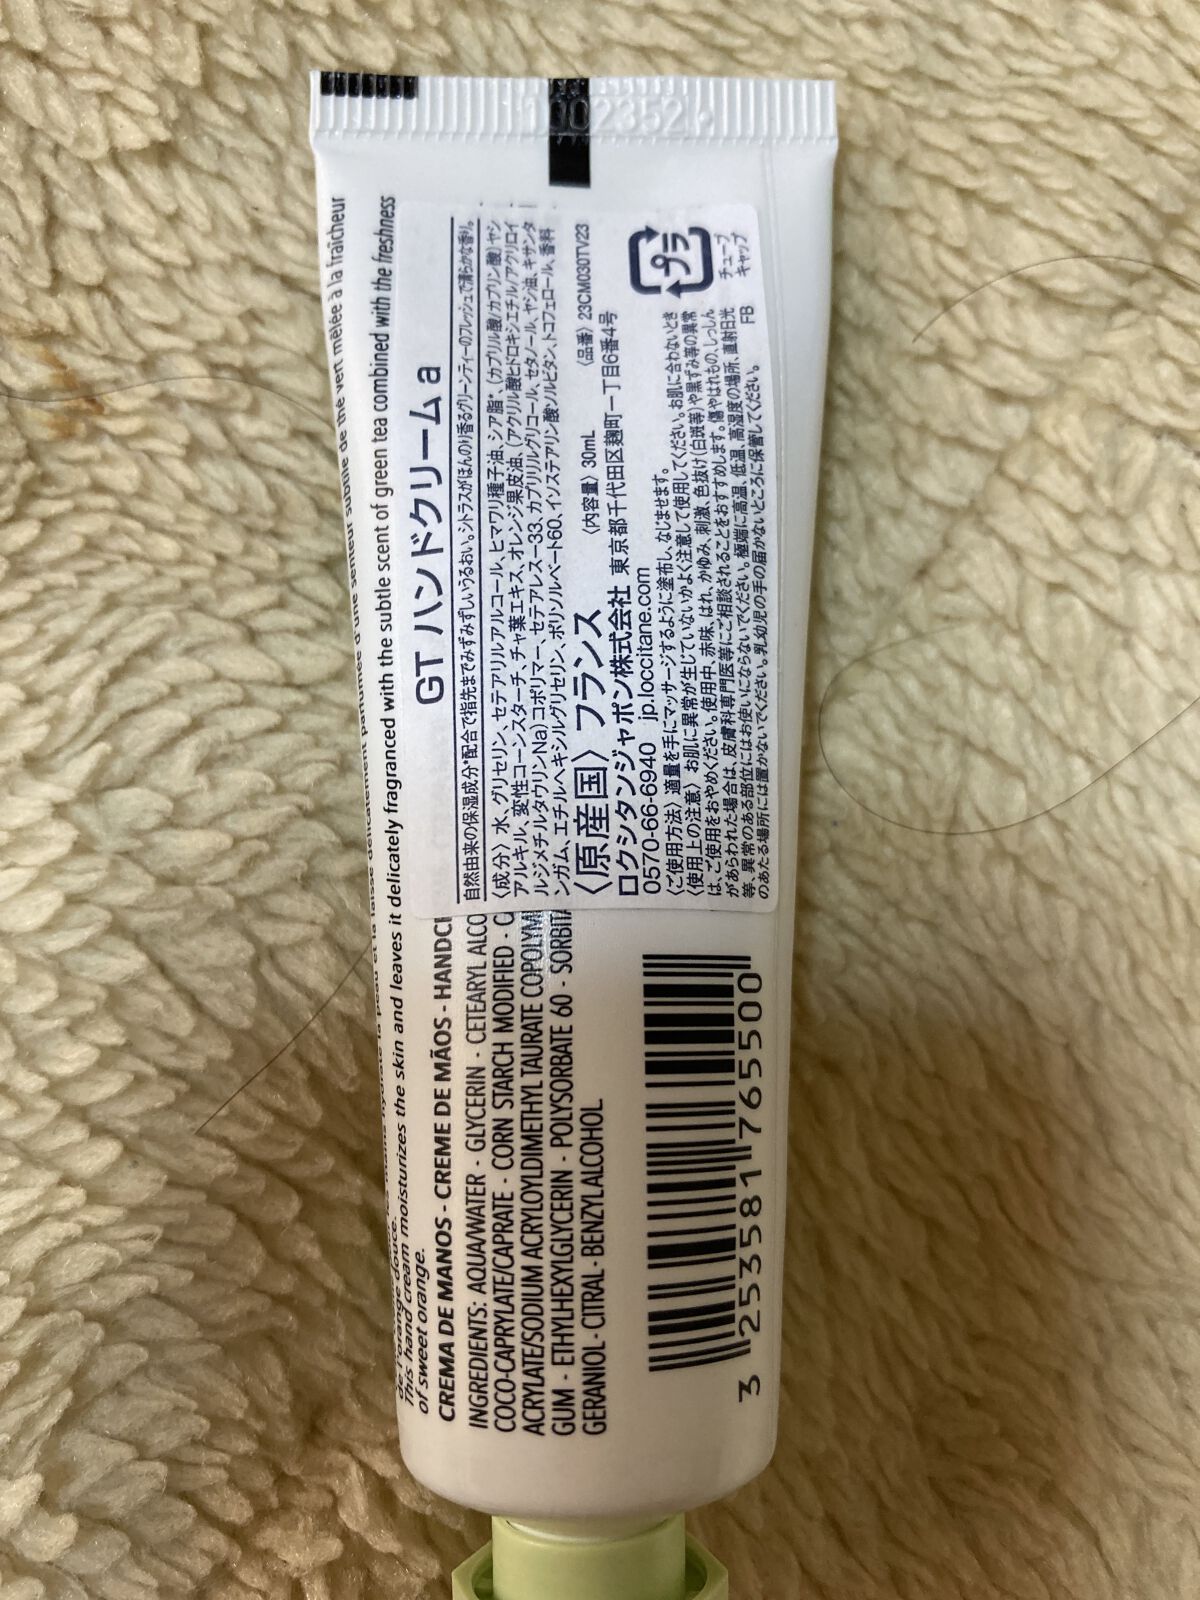 10023521
de l'orange douce.
This hand cream moisturizes the skin and leaves it delicately fragranced with the subtle scent of green tea combined with the freshness
of sweet orange.
CREMA DE MANOS - CREME DE MÃOS - HANDCR
INGREDIENTS: AQUA/WATER - GLYCERIN - CETEARYL ALCO
COCO-CAPRYLATE/CAPRATE - CORN STARCH MODIFIED - C
ACRYLATE/SODIUM ACRYLOYLDIMETHYL TAURATE COPOLYM
GUM - ETHYLHEXYLGLYCERIN - POLYSORBATE 60 - SORBITA
GERANIOL - CITRAL - BENZYL ALCOHOL
GT ハンドクリーム a
自然由来の保湿成分*配合で指先までみずみずしいうるおい。シトラスがほんのり香るグリーンティーのフレッシュで清らかな香り。
〈成分〉水、グリセリン、セテアリルアルコール、ヒマワリ種子油、シア脂*、(カプリル酸/カプリン酸)ヤシ
アルキル、変性コーンスターチ、チャ葉エキス、オレンジ果皮油、(アクリル酸ヒドロキシエチル/アクリロイ
ルジメチルタウリンNa)コポリマー、セテアレス-33、カプリリルグリコール、セタノール、ヤシ油、キサンタ
ンガム、エチルヘキシルグリセリン、ポリソルベート60、イソステアリン酸ソルビタン、トコフェロール、香料
〈原産国〉フランス 〈内容量〉30mL 〈品番〉23CM030TV23
ロクシタンジャポン株式会社 東京都千代田区麹町一丁目6番4号
0570-66-6940 jp.loccitane.com
〈ご使用方法〉適量を手にマッサージするように塗布し、なじませます。
〈使用上の注意〉お肌に異常が生じていないかよく注意して使用してください。お肌に合わないとき
は、ご使用をおやめください。使用中、赤味、はれ、かゆみ、刺激、色抜け(白斑等)や黒ずみ等の異常
があらわれた場合は、皮膚科専門医等にご相談されることをおすすめします。傷やはれもの、しっしん
等、異常のある部位にはお使いにならないでください。極端に高温、低温、高湿度の場所、直射日光
のあたる場所には置かないでください。乳幼児の手の届かないところに保管してください。
FB
プラ
チューブ
キャップ
3 253581 765500